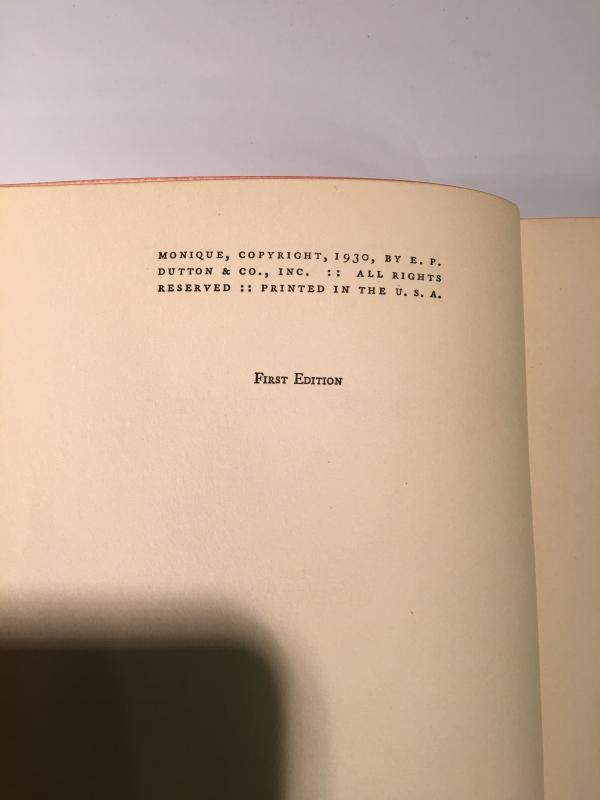 MONIQUE, COPYRIGHT, 1930, BY E. P.
DUTTON & CO., INC. :: ALL RIGHTS
RESERVED :: PRINTED IN THE U. S. A.
FIRST EDITION